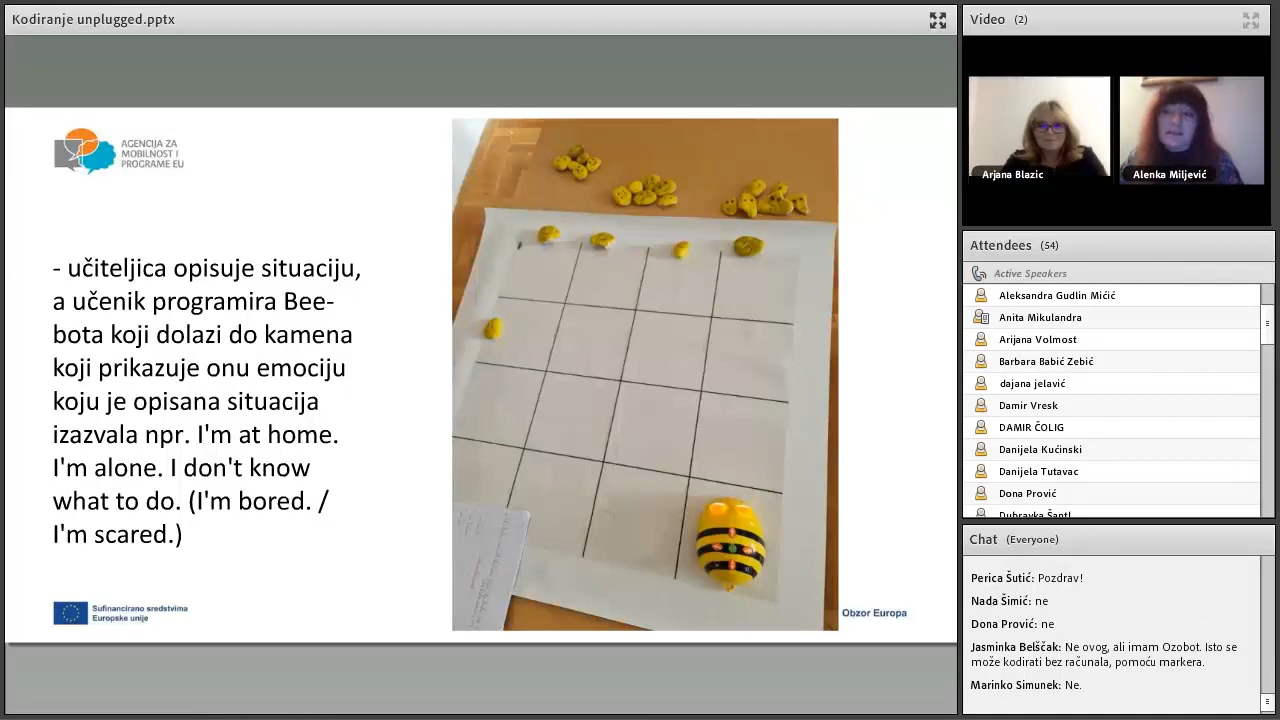 Kodiranje unplugged.pptx
AGENCIJA ZA
MOBILNOST I
PROGRAME EU
- učiteljica opisuje situaciju,
a učenik programira Bee-
bota koji dolazi do kamena
koji prikazuje onu emociju
koju je opisana situacija
izazvala npr. I'm at home.
I'm alone. I don't know
what to do. (I'm bored. /
I'm scared.)
Sufinancirano sredstvima
Europske unije
Obzor Europa
Video (2)
Arjana Blazic
Alenka Miljević
Attendees (54)
Active Speakers
Aleksandra Gudlin Mićić
Anita Mikulandra
Arijana Volmost
Barbara Babić Zebić
dajana jelavić
Damir Vresk
DAMIR ČOLIG
Danijela Kućinski
Danijela Tutavac
Dona Prović
Dubravka Šantl
Chat (Everyone)
Perica Šutić: Pozdrav!
Nada Šimić: ne
Dona Prović: ne
Jasminka Belščak: Ne ovog, ali imam Ozobot. Isto se
može kodirati bez računala, pomoću markera.
Marinko Simunek: Ne.